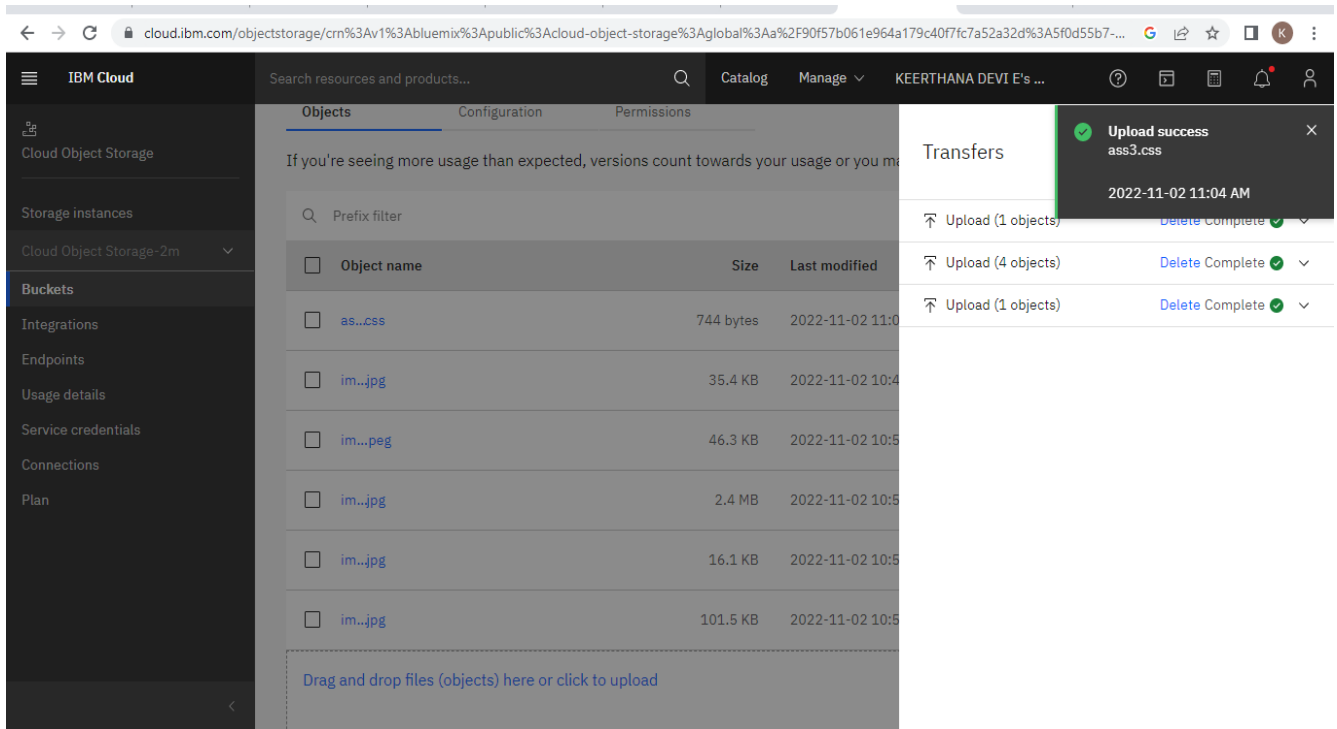 cloud.ibm.com/objectstorage/crn%3Av1%3Abluemix%3Apublic%3Acloud-object-storage%3Aglobal%3Aa%2F90f57b061e964a179c40f7fc7a52a32d%3A5f0d55b7-...
G
K
IBM Cloud
Search resources and products...
Catalog
Manage
KEERTHANA DEVI E's ...
Cloud Object Storage
Storage instances
Cloud Object Storage-2m
Buckets
Integrations
Endpoints
Usage details
Service credentials
Connections
Plan
Objects Configuration Permissions
If you're seeing more usage than expected, versions count towards your usage or you ma
Prefix filter
Object name Size Last modified
as...css 744 bytes 2022-11-02 11:0
im...jpg 35.4 KB 2022-11-02 10:4
im...peg 46.3 KB 2022-11-02 10:5
im...jpg 2.4 MB 2022-11-02 10:5
im...jpg 16.1 KB 2022-11-02 10:5
im...jpg 101.5 KB 2022-11-02 10:5
Drag and drop files (objects) here or click to upload
Transfers
Upload success
ass3.css
2022-11-02 11:04 AM
Upload (1 objects) Delete Complete
Upload (4 objects) Delete Complete
Upload (1 objects) Delete Complete